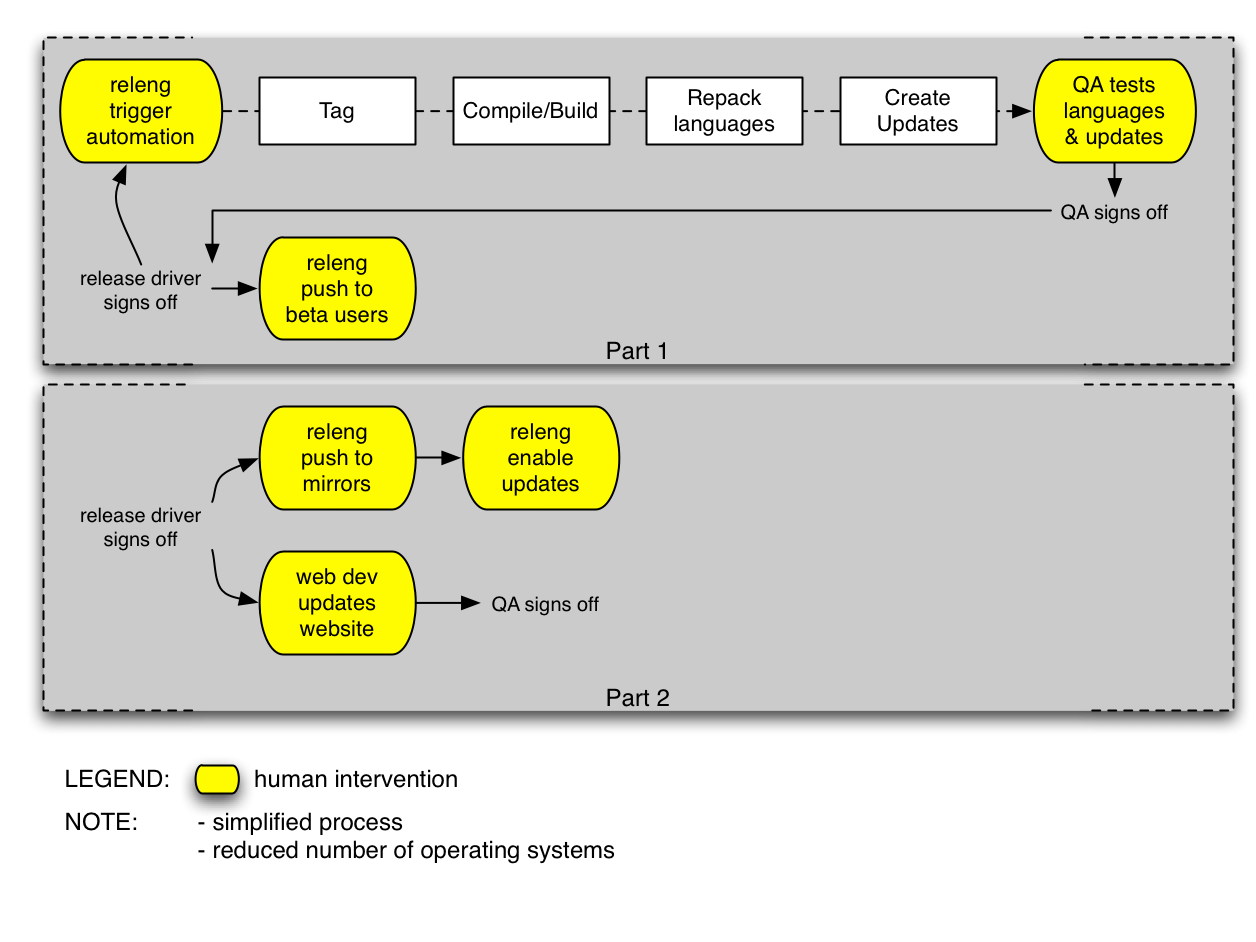 releng
trigger
automation
Tag
Compile/Build
Repack
languages
Create
Updates
QA tests
languages
& updates
QA signs off
release driver
signs off
releng
push to
beta users
Part 1
releng
push to
mirrors
releng
enable
updates
release driver
signs off
web dev
updates
website
QA signs off
Part 2
LEGEND: human intervention
NOTE: - simplified process
- reduced number of operating systems